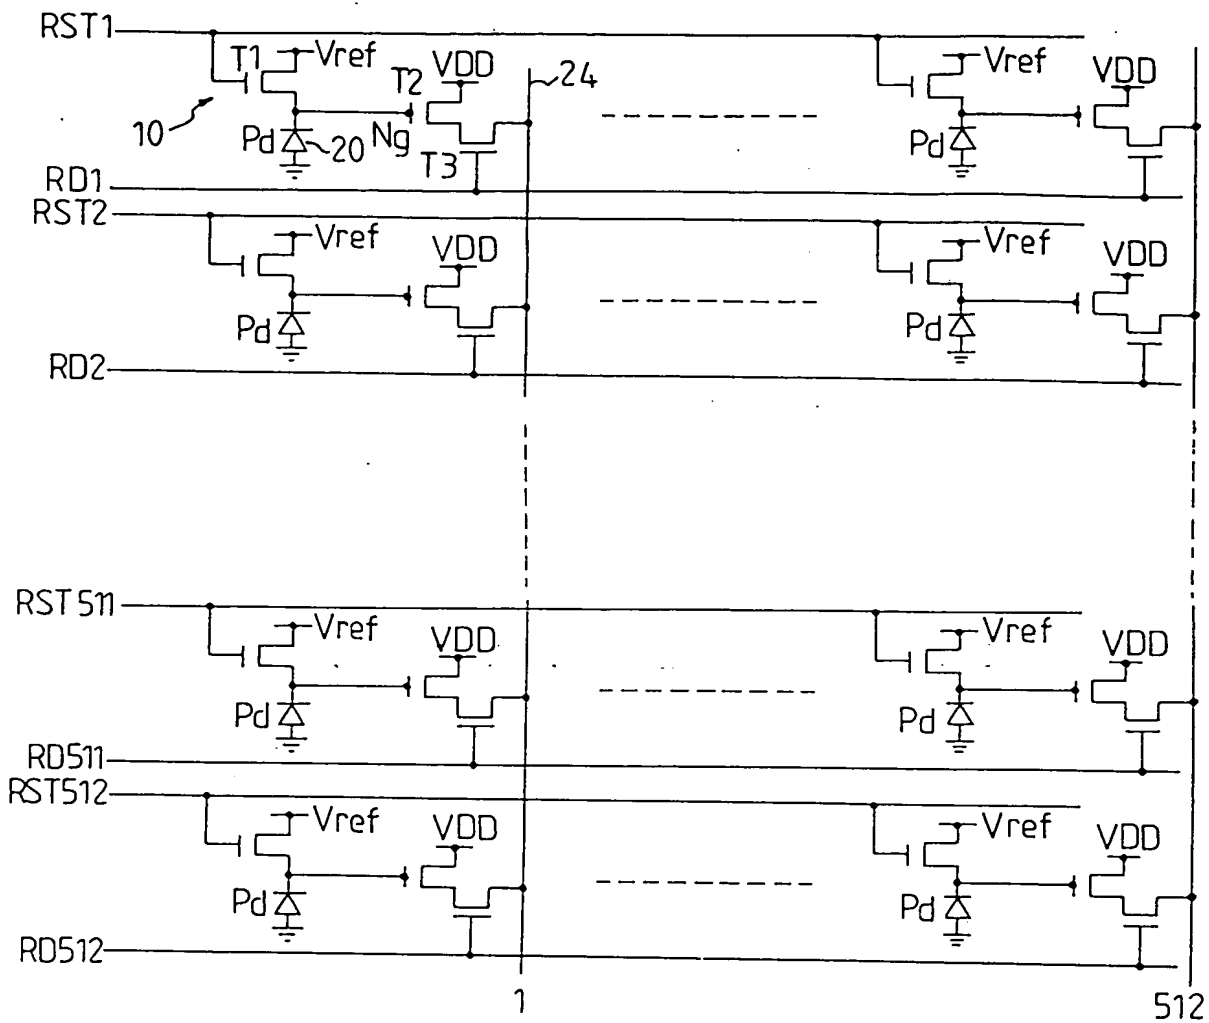 RST1
T1
Vref
VDD
24
Vref
VDD
T2
10
Pd
20
Ng
T3
Pd
RD1
RST2
Vref
VDD
Vref
VDD
Pd
Pd
RD2
RST511
Vref
VDD
Vref
VDD
Pd
Pd
RD511
RST512
Vref
VDD
Vref
VDD
Pd
Pd
RD512
1
512